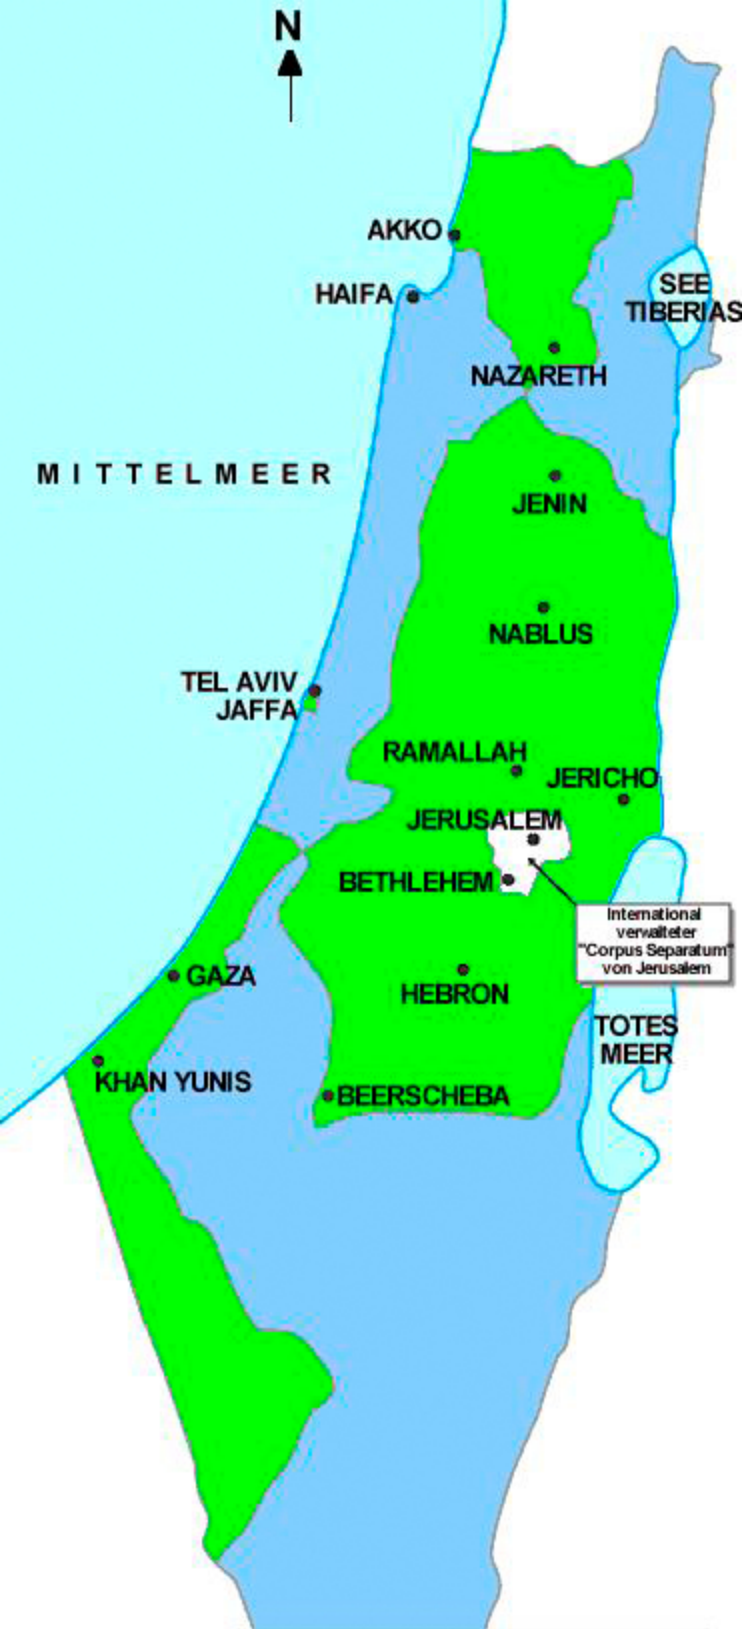 N
AKKO
HAIFA
SEE
TIBERIAS
NAZARETH
MITTELMEER
JENIN
NABLUS
TEL AVIV
JAFFA
RAMALLAH
JERICHO
JERUSALEM
BETHLEHEM
International
verwalteter
"Corpus Separatum"
von Jerusalem
GAZA
HEBRON
TOTES
MEER
KHAN YUNIS
BEERSCHEBA